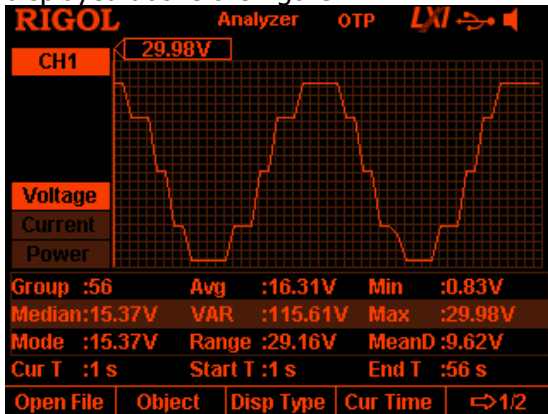 RIGOL Analyzer OTP LXI
CH1 29.98V
Voltage
Current
Power
Group :56 Avg :16.31V Min :0.83V
Median:15.37V VAR :115.61V Max :29.98V
Mode :15.37V Range :29.16V MeanD :9.62V
Cur T :1 s Start T :1 s End T :56 s
Open File Object Disp Type Cur Time ⇨1/2